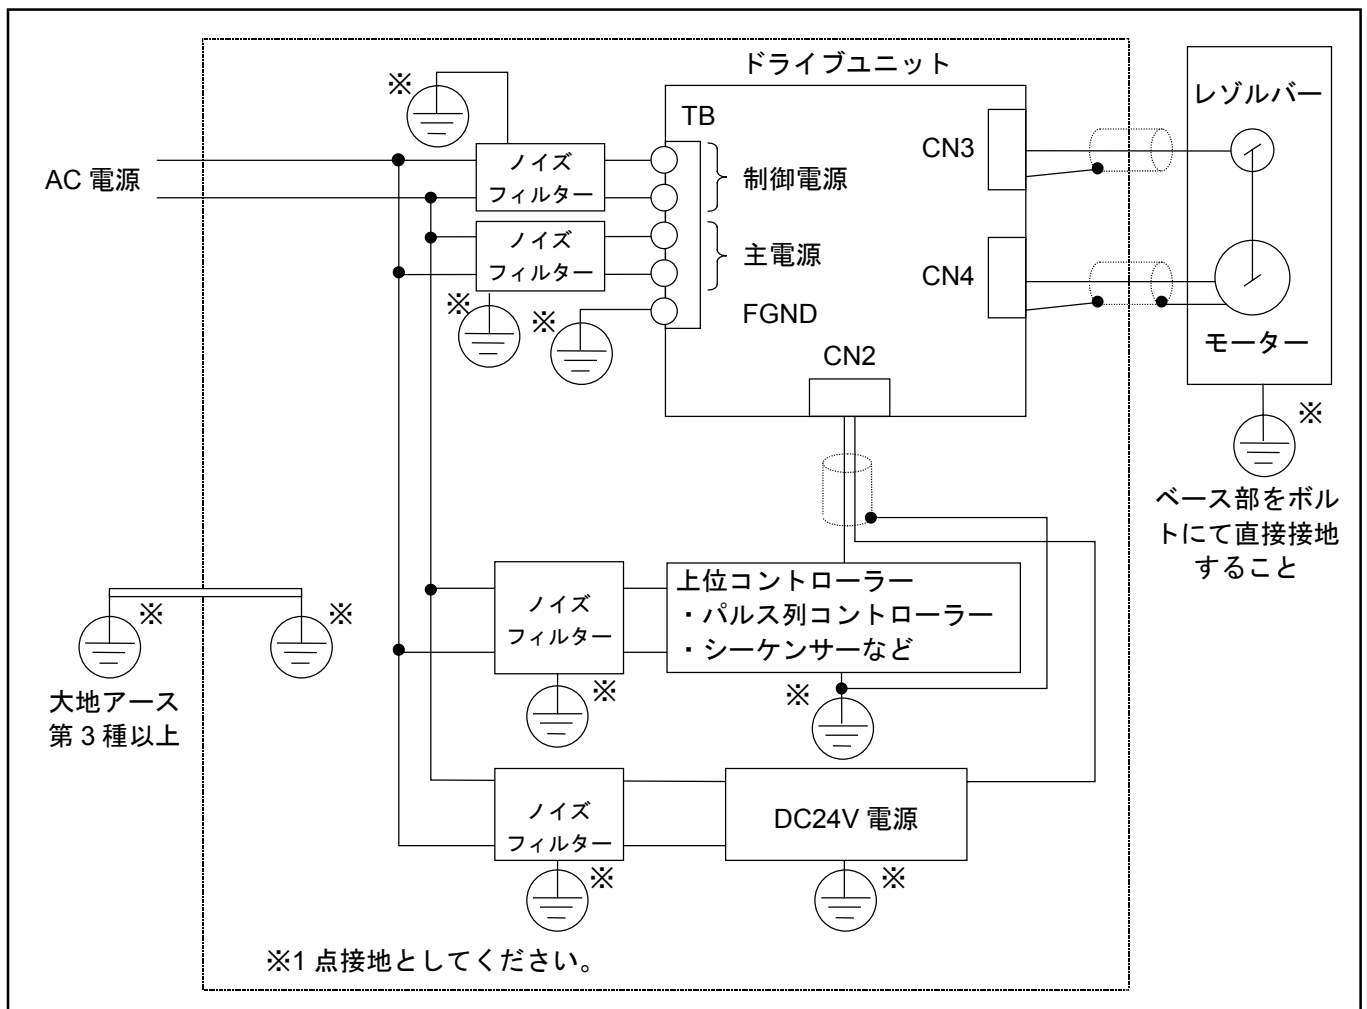 ドライブユニット
レゾルバー
※
TB
CN3
AC 電源
ノイズ
フィルター
制御電源
ノイズ
フィルター
主電源
CN4
※
※
FGND
モーター
CN2
※
ベース部をボル
トにて直接接地
すること
ノイズ
フィルター
上位コントローラー
・パルス列コントローラー
・シーケンサーなど
※
※
大地アース
第 3 種以上
※
※
ノイズ
フィルター
DC24V 電源
※
※
※1 点接地としてください。